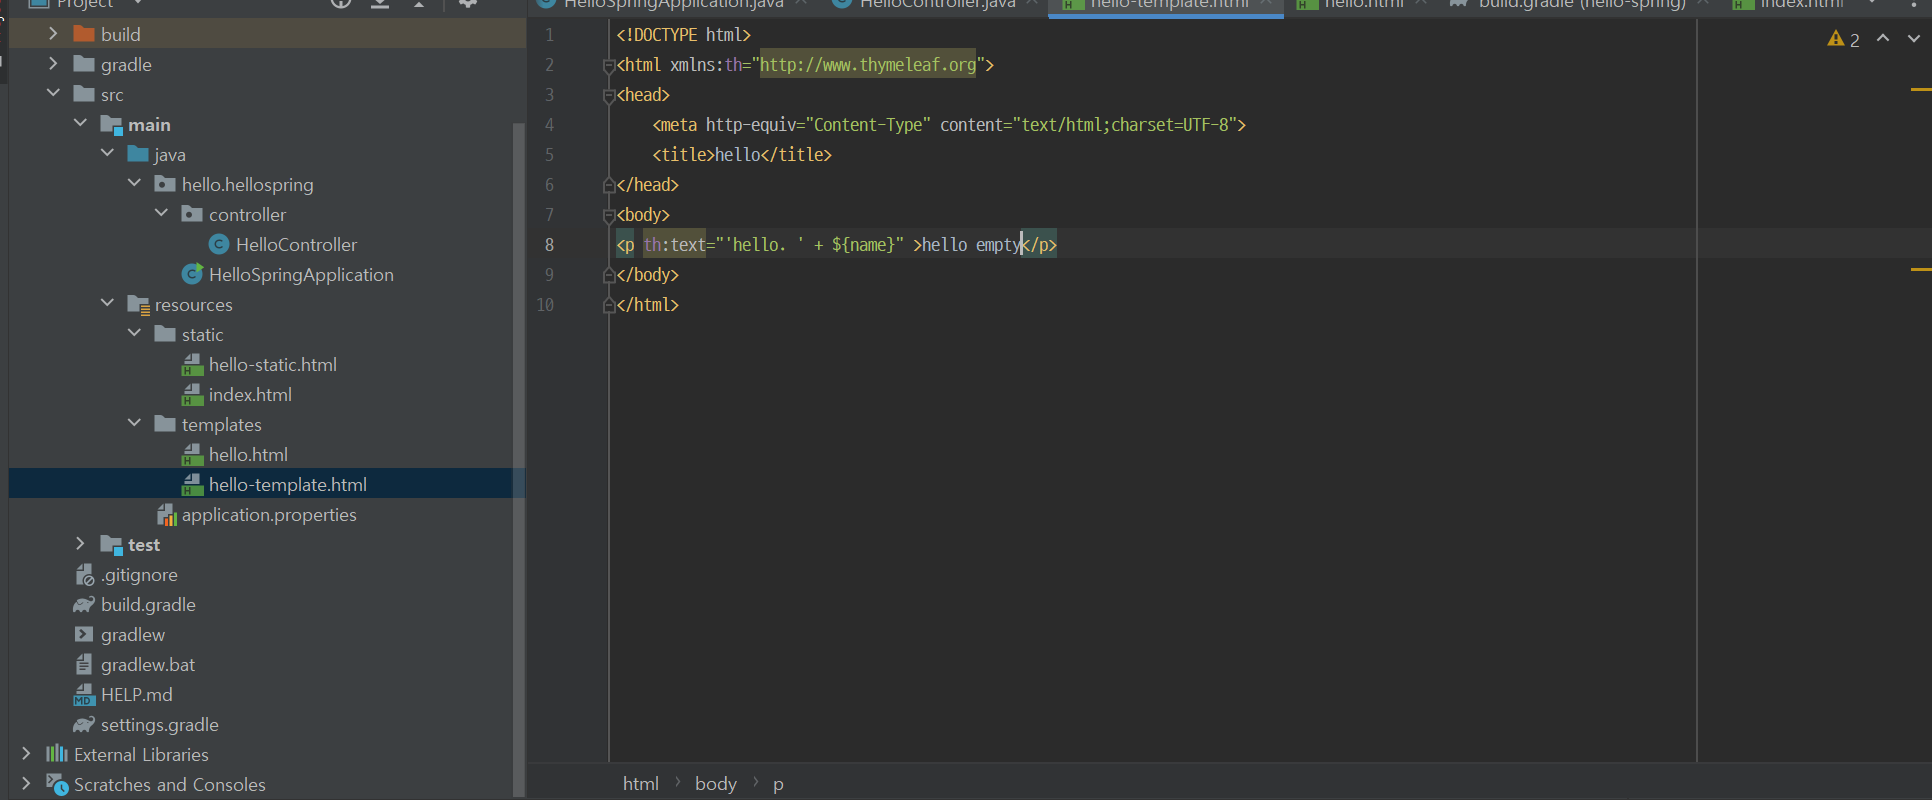 Project
HelloSpringApplication.java
HelloController.java
hello-template.html
hello.html
build.gradle (hello-spring)
index.html
build
gradle
src
main
java
hello.hellospring
controller
HelloController
HelloSpringApplication
resources
static
hello-static.html
index.html
templates
hello.html
hello-template.html
application.properties
test
.gitignore
build.gradle
gradlew
gradlew.bat
HELP.md
settings.gradle
External Libraries
Scratches and Consoles
1 <!DOCTYPE html>
2 <html xmlns:th="http://www.thymeleaf.org">
3 <head>
4 <meta http-equiv="Content-Type" content="text/html;charset=UTF-8">
5 <title>hello</title>
6 </head>
7 <body>
8 <p th:text="'hello. ' + ${name}" >hello empty</p>
9 </body>
10 </html>
2
html > body > p